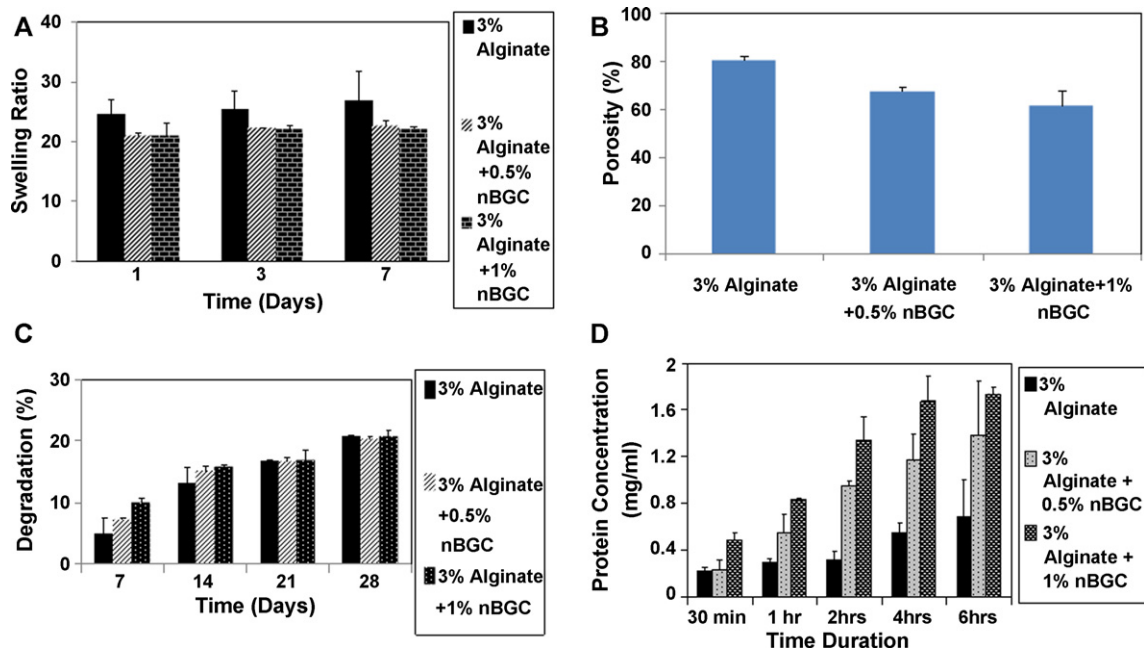 A
Swelling Ratio
40
30
20
10
0
1 3 7
Time (Days)
3%
Alginate
3%
Alginate
+0.5%
nBGC
3%
Alginate
+1%
nBGC
B
Porosity (%)
100
80
60
40
20
0
3% Alginate
3% Alginate
+0.5% nBGC
3% Alginate+1%
nBGC
C
Degradation (%)
30
20
10
0
7 14 21 28
Time (Days)
3% Alginate
3% Alginate
+0.5%
nBGC
3% Alginate
+1% nBGC
D
Protein Concentration
(mg/ml)
2
1.6
1.2
0.8
0.4
0
30 min 1 hr 2hrs 4hrs 6hrs
Time Duration
3%
Alginate
3%
Alginate +
0.5% nBGC
3%
Alginate +
1% nBGC